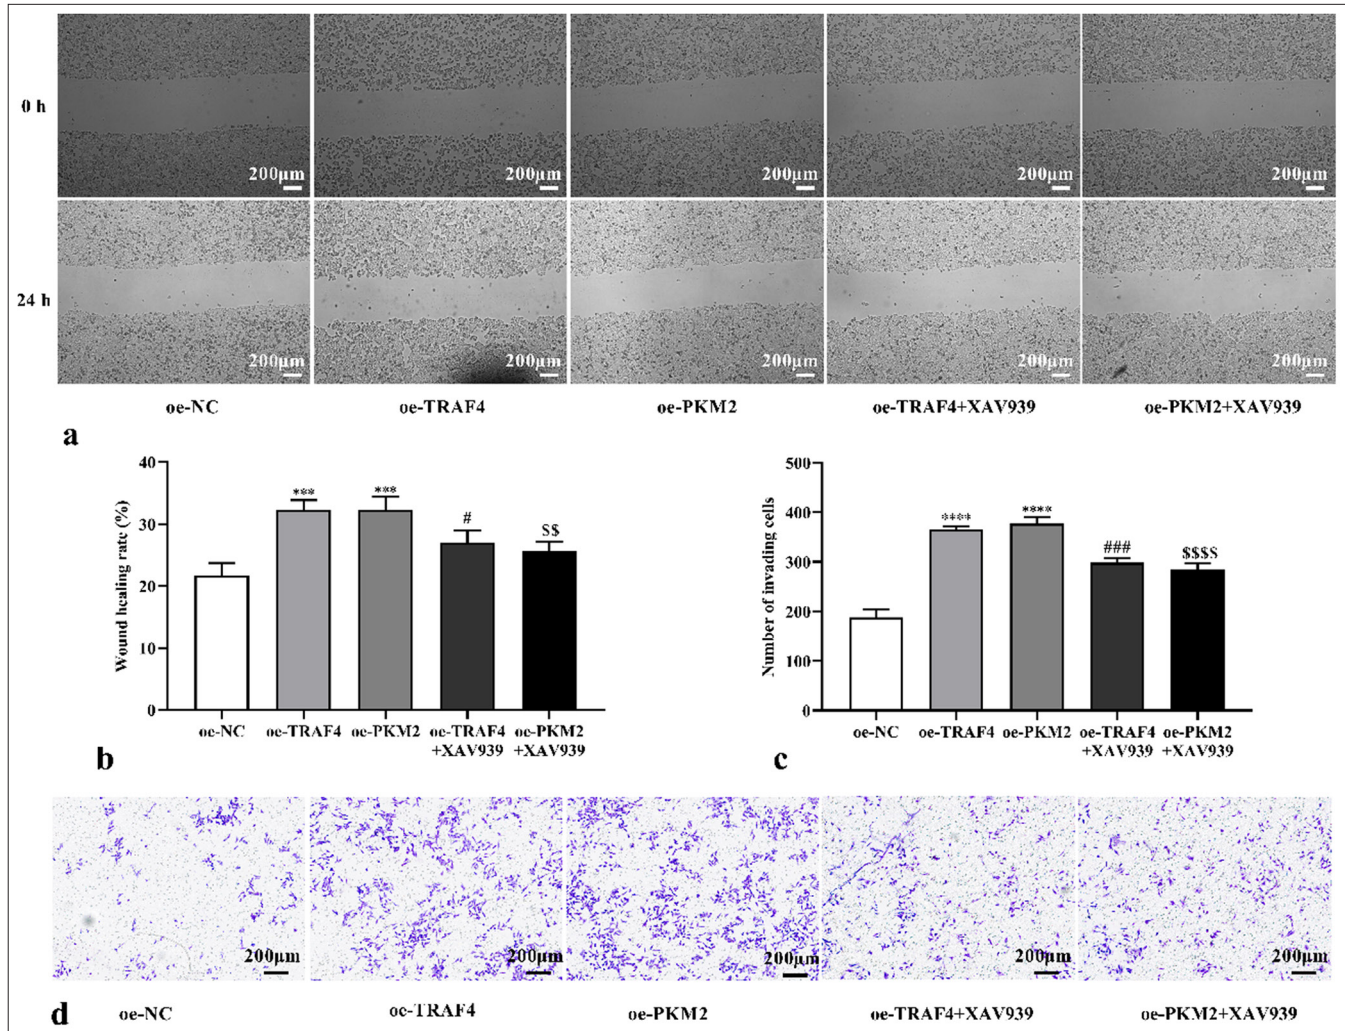 0 h
200µm 200µm 200µm 200µm 200µm
24 h
200µm 200µm 200µm 200µm 200µm
oe-NC oe-TRAF4 oe-PKM2 oe-TRAF4+XAV939 oe-PKM2+XAV939
a
Wound healing rate (%)
40
30
20
10
0
***
***
#
$$
oe-NC oe-TRAF4 oe-PKM2 oe-TRAF4 oe-PKM2
+XAV939 +XAV939
b
Number of invading cells
500
400
300
200
100
0
****
****
###
$$$$
oe-NC oe-TRAF4 oe-PKM2 oe-TRAF4 oe-PKM2
+XAV939 +XAV939
c
200µm 200µm 200µm 200µm 200µm
d
oe-NC oe-TRAF4 oe-PKM2 oe-TRAF4+XAV939 oe-PKM2+XAV939